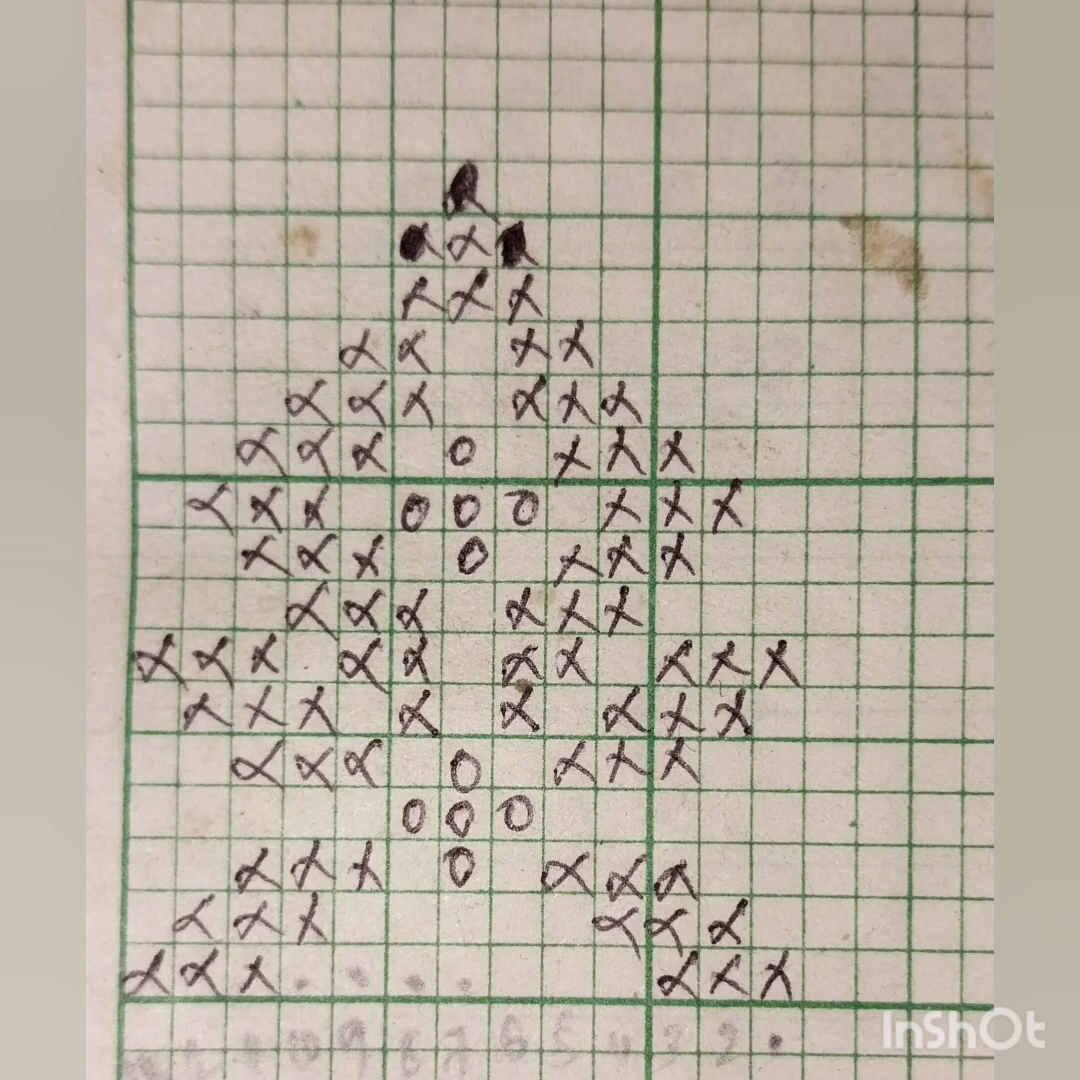 x
x x x
x x x
x x x x
x x x x x x
x x x o x x x
x x x o o o x x x
x x x o x x x
x x x x x x
x x x x x x x x x x
x x x x x x x x
x x x o x x x
o o o
x x x o x x x
x x x x x x
x x x x x x
InShOt